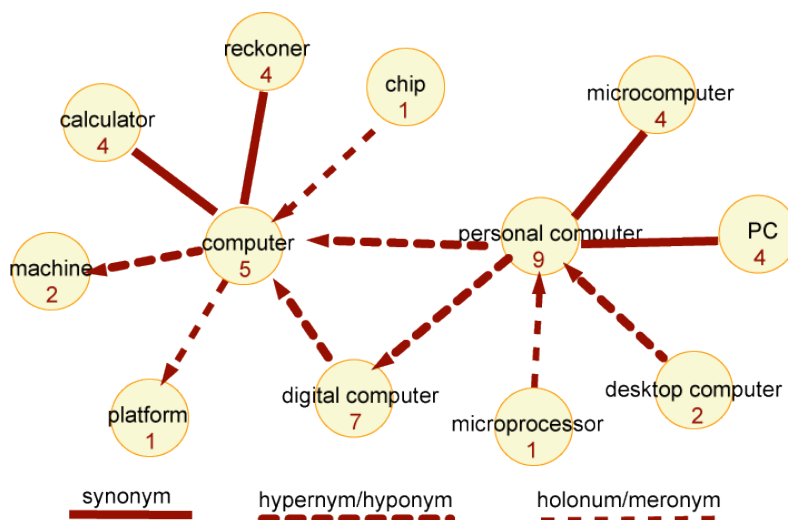 reckoner
4
chip
1
calculator
4
microcomputer
4
computer
5
personal computer
9
PC
4
machine
2
platform
1
digital computer
7
microprocessor
1
desktop computer
2
synonym
hypernym/hyponym
holonum/meronym